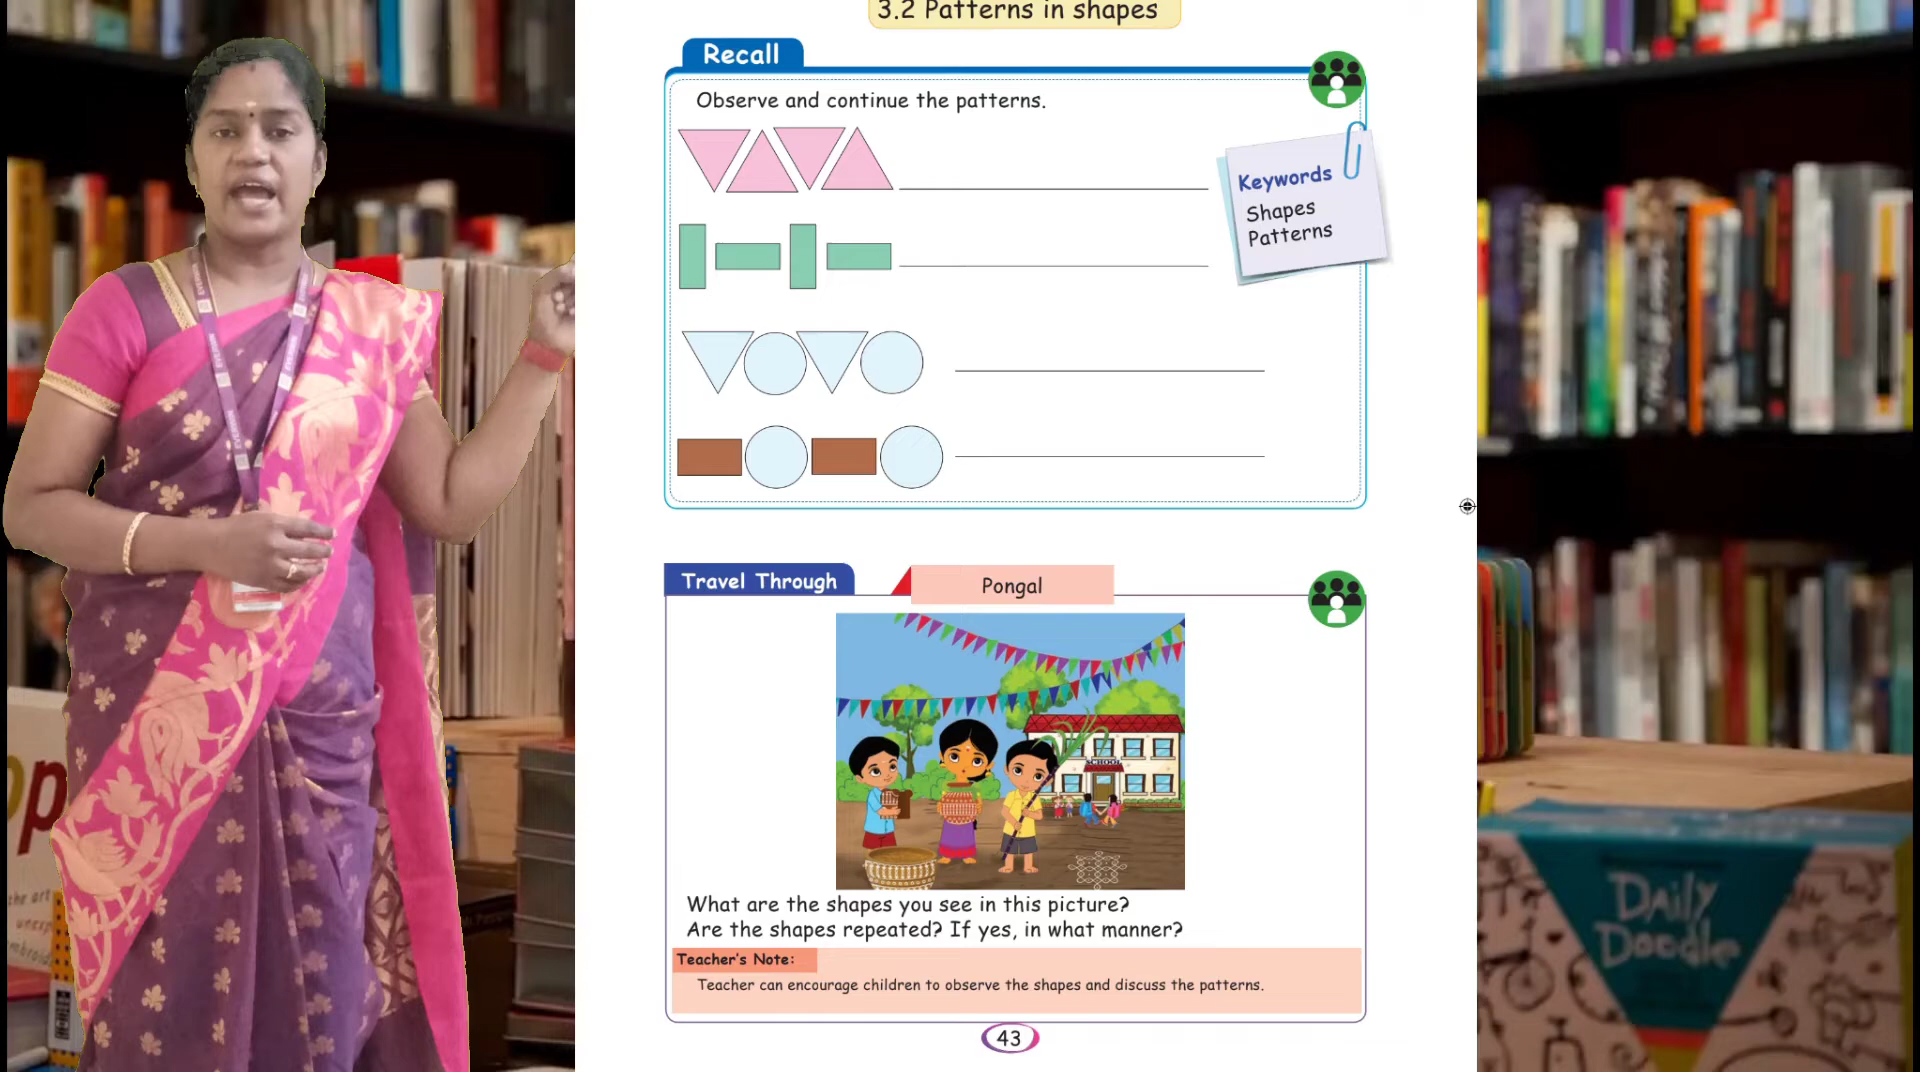 3.2 Patterns in shapes
Recall
Observe and continue the patterns.
Keywords
Shapes
Patterns
Travel Through
Pongal
SCHOOL
What are the shapes you see in this picture?
Are the shapes repeated? If yes, in what manner?
Teacher's Note:
Teacher can encourage children to observe the shapes and discuss the patterns.
43
the art
DAILY
DOODLE